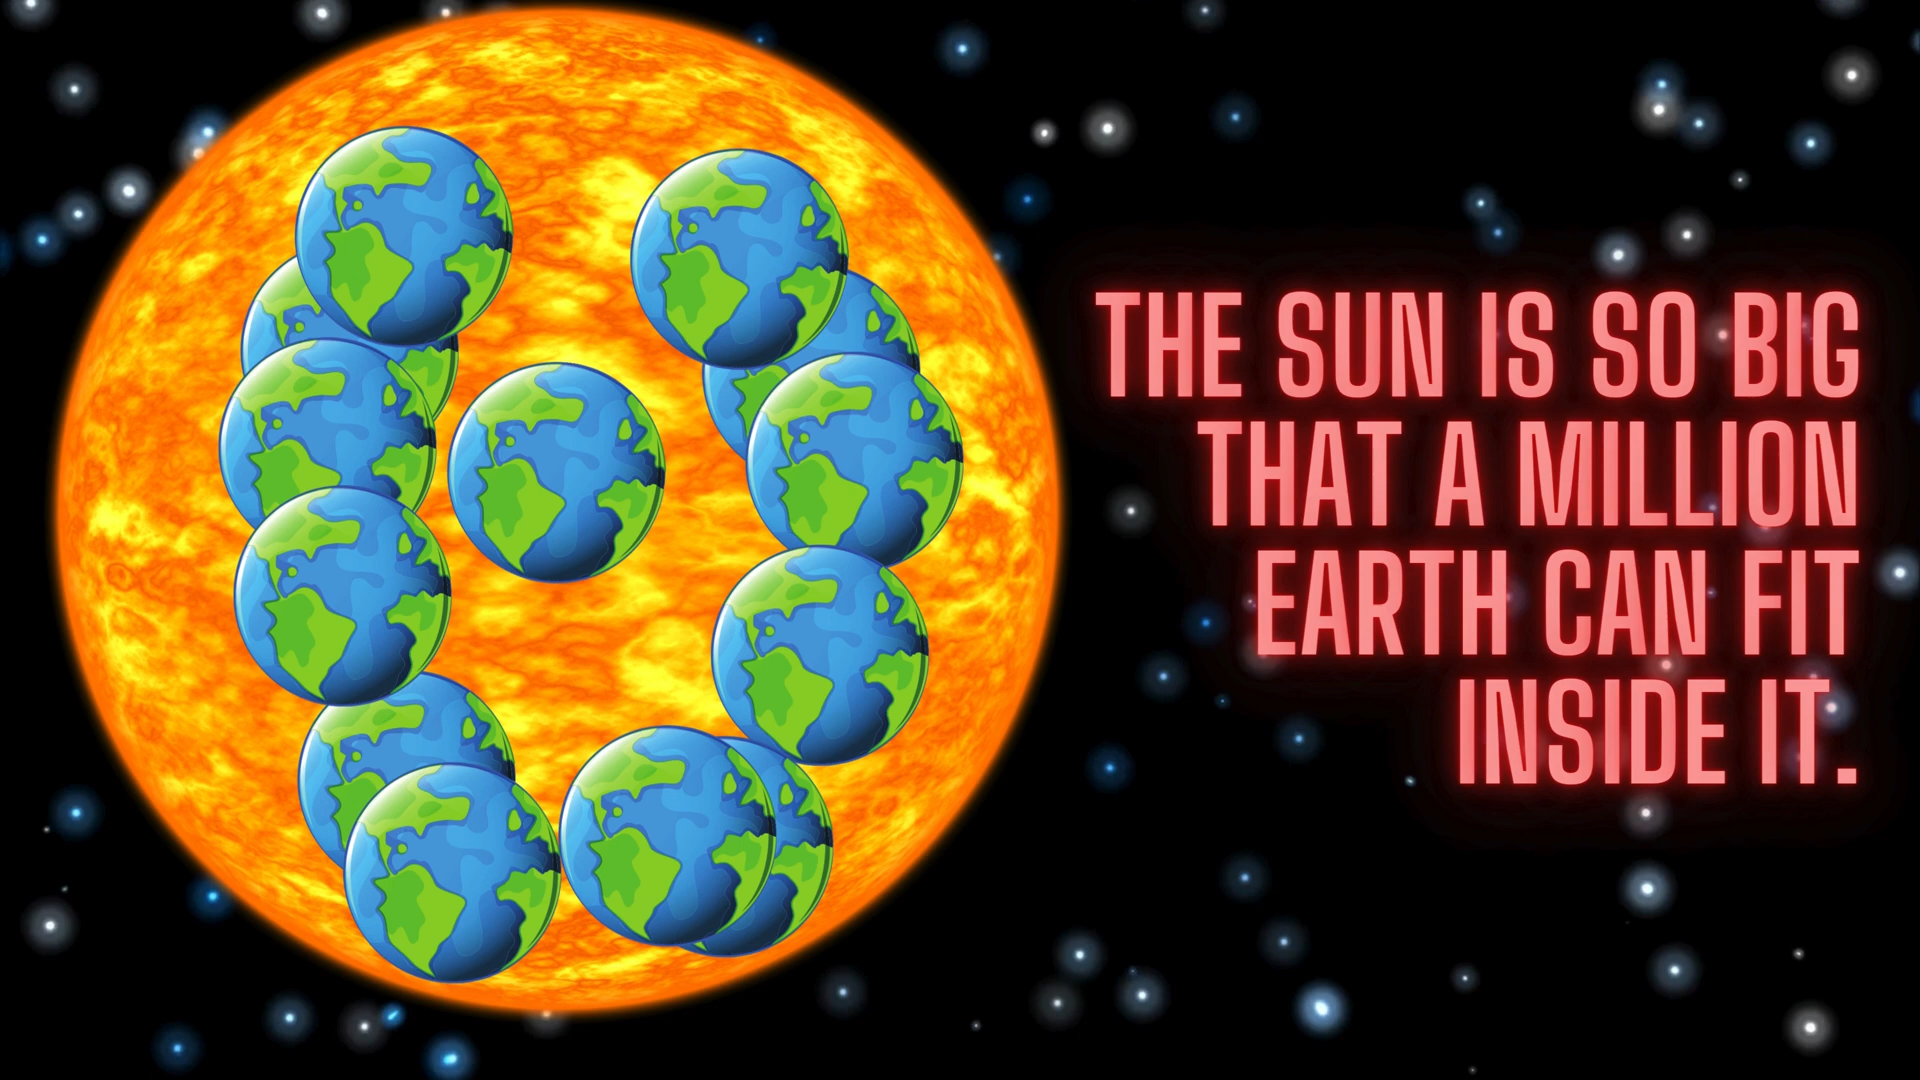 THE SUN IS SO BIG
THAT A MILLION
EARTH CAN FIT
INSIDE IT.